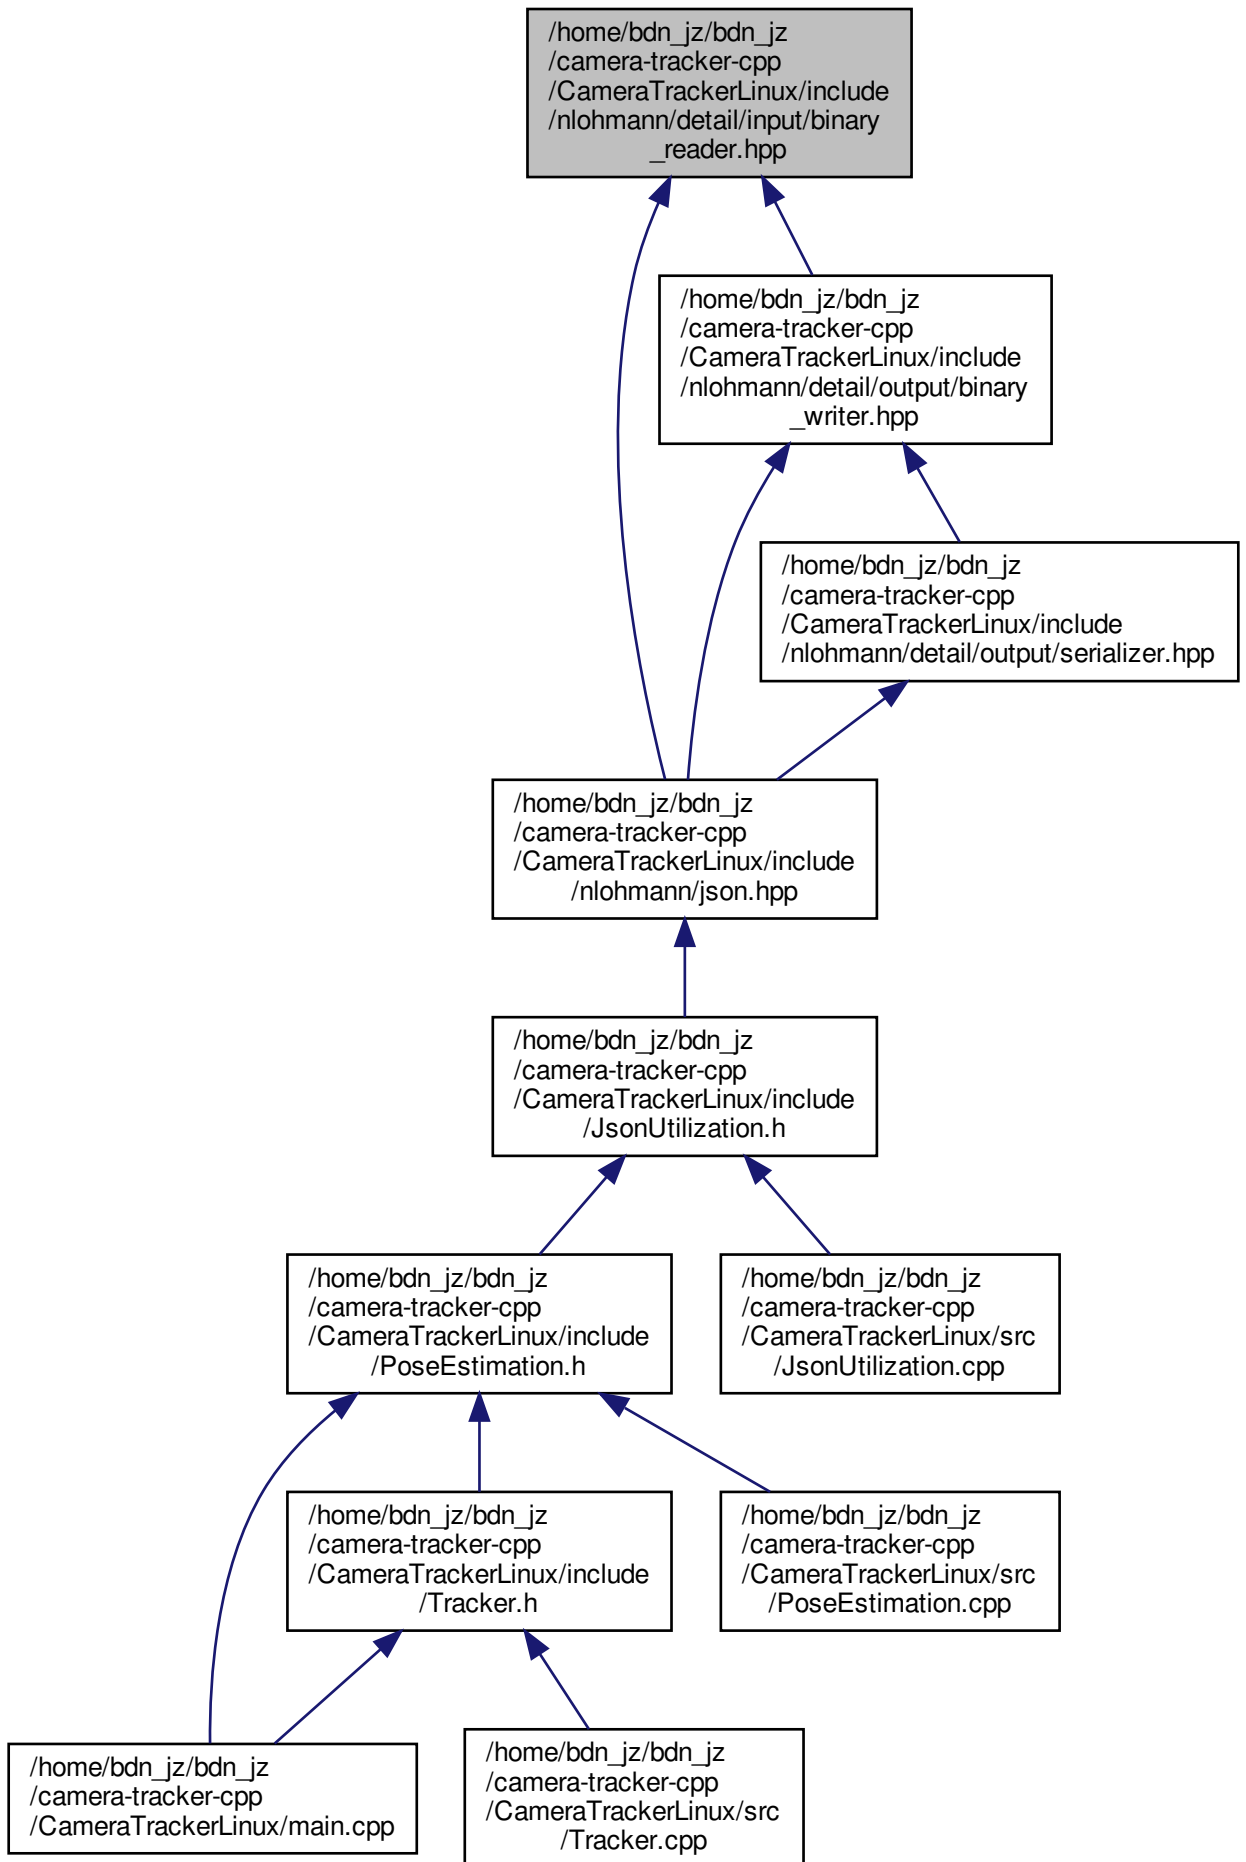 /home/bdn_jz/bdn_jz
/camera-tracker-cpp
/CameraTrackerLinux/include
/nlohmann/detail/input/binary
_reader.hpp
/home/bdn_jz/bdn_jz
/camera-tracker-cpp
/CameraTrackerLinux/include
/nlohmann/detail/output/binary
_writer.hpp
/home/bdn_jz/bdn_jz
/camera-tracker-cpp
/CameraTrackerLinux/include
/nlohmann/detail/output/serializer.hpp
/home/bdn_jz/bdn_jz
/camera-tracker-cpp
/CameraTrackerLinux/include
/nlohmann/json.hpp
/home/bdn_jz/bdn_jz
/camera-tracker-cpp
/CameraTrackerLinux/include
/JsonUtilization.h
/home/bdn_jz/bdn_jz
/camera-tracker-cpp
/CameraTrackerLinux/include
/PoseEstimation.h
/home/bdn_jz/bdn_jz
/camera-tracker-cpp
/CameraTrackerLinux/src
/JsonUtilization.cpp
/home/bdn_jz/bdn_jz
/camera-tracker-cpp
/CameraTrackerLinux/include
/Tracker.h
/home/bdn_jz/bdn_jz
/camera-tracker-cpp
/CameraTrackerLinux/src
/PoseEstimation.cpp
/home/bdn_jz/bdn_jz
/camera-tracker-cpp
/CameraTrackerLinux/main.cpp
/home/bdn_jz/bdn_jz
/camera-tracker-cpp
/CameraTrackerLinux/src
/Tracker.cpp